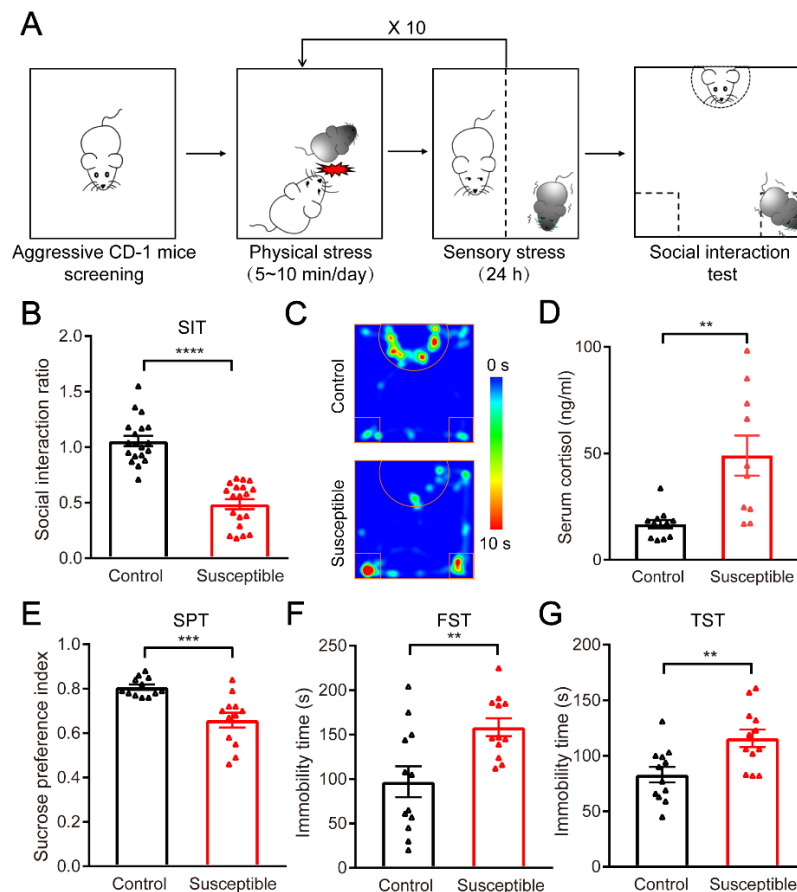 A
X 10
Aggressive CD-1 mice
screening
Physical stress
(5~10 min/day)
Sensory stress
(24 h)
Social interaction
test
B
SIT
****
Social interaction ratio
2.0
1.5
1.0
0.5
0.0
Control
Susceptible
C
Control
Susceptible
0 s
10 s
D
**
Serum cortisol (ng/ml)
100
50
0
Control
Susceptible
E
SPT
***
Sucrose preference index
1.0
0.8
0.6
0.4
0.2
0.0
Control
Susceptible
F
FST
**
Immobility time (s)
250
200
150
100
50
0
Control
Susceptible
G
TST
**
Immobility time (s)
200
150
100
50
0
Control
Susceptible